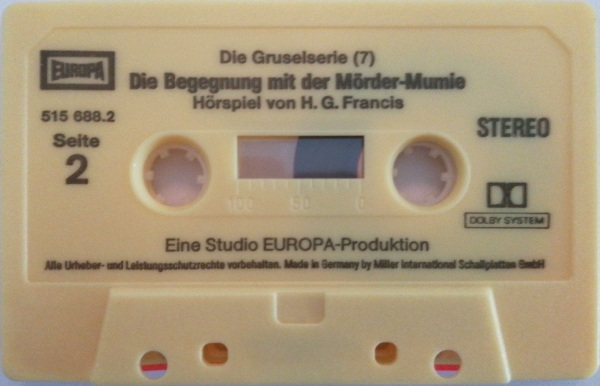 Die Gruselserie (7)
EUROPA
Die Begegnung mit der Mörder-Mumie
Hörspiel von H. G. Francis
515 688.2
Seite
2
STEREO
100 50 0
DOLBY SYSTEM
Eine Studio EUROPA-Produktion
Alle Urheber- und Leistungsschutzrechte vorbehalten. Made in Germany by Miller International Schallplatten GmbH